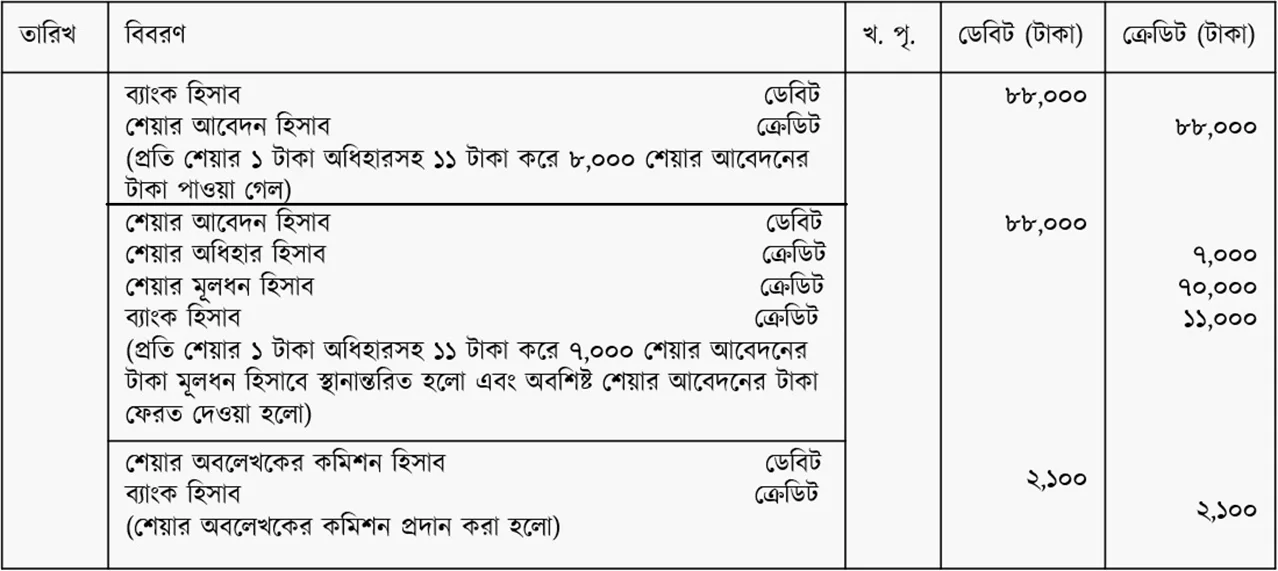 তারিখ বিবরণ খ. পৃ. ডেবিট (টাকা) ক্রেডিট (টাকা)
ব্যাংক হিসাব ডেবিট ৮৮,০০০
শেয়ার আবেদন হিসাব ক্রেডিট ৮৮,০০০
(প্রতি শেয়ার ১ টাকা অধিহারসহ ১১ টাকা করে ৮,০০০ শেয়ার আবেদনের
টাকা পাওয়া গেল)
শেয়ার আবেদন হিসাব ডেবিট ৮৮,০০০
শেয়ার অধিহার হিসাব ক্রেডিট ৭,০০০
শেয়ার মূলধন হিসাব ক্রেডিট ৭০,০০০
ব্যাংক হিসাব ক্রেডিট ১১,০০০
(প্রতি শেয়ার ১ টাকা অধিহারসহ ১১ টাকা করে ৭,০০০ শেয়ার আবেদনের
টাকা মূলধন হিসাবে স্থানান্তরিত হলো এবং অবশিষ্ট শেয়ার আবেদনের টাকা
ফেরত দেওয়া হলো)
শেয়ার অবলেখকের কমিশন হিসাব ডেবিট ২,১০০
ব্যাংক হিসাব ক্রেডিট ২,১০০
(শেয়ার অবলেখকের কমিশন প্রদান করা হলো)